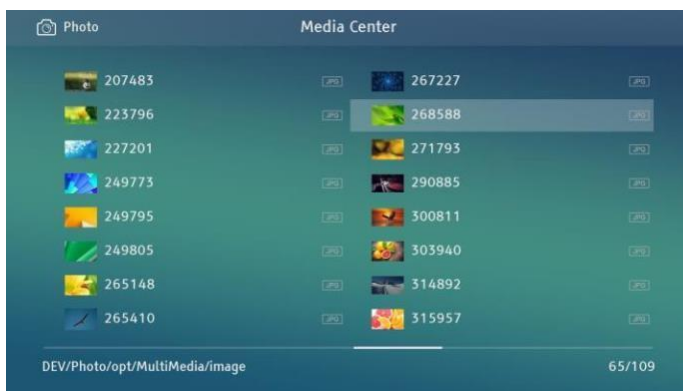 Photo Media Center
207483 JPG 267227 JPG
223796 JPG 268588 JPG
227201 JPG 271793 JPG
249773 JPG 290885 JPG
249795 JPG 300811 JPG
249805 JPG 303940 JPG
265148 JPG 314892 JPG
265410 JPG 315957 JPG
DEV/Photo/opt/MultiMedia/image 65/109